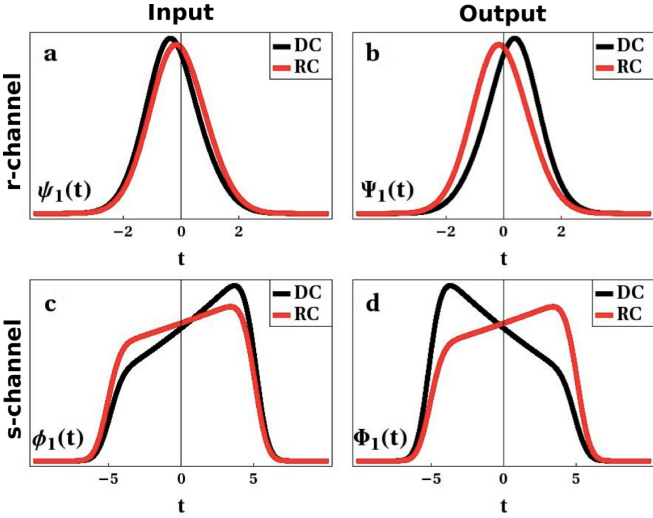 Input
Output
r-channel
a
DC
RC
ψ₁(t)
−2
0
2
t
b
DC
RC
Ψ₁(t)
−2
0
2
t
s-channel
c
DC
RC
ϕ₁(t)
−5
0
5
t
d
DC
RC
Φ₁(t)
−5
0
5
t